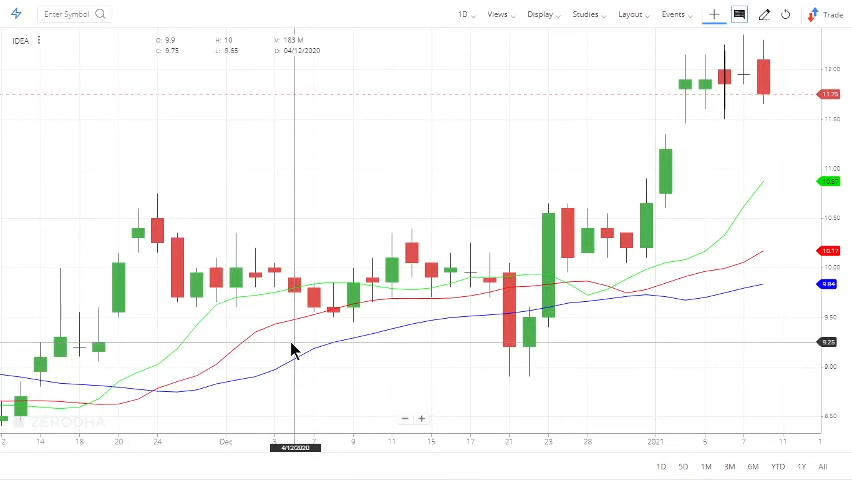 Enter Symbol
1D Views Display Studies Layout Events Trade
IDEA
O: 9.9 H: 10 V: 183 M
C: 9.75 L: 9.65 D: 04/12/2020
12.00
11.75
11.50
11.00
10.87
10.50
10.17
10.00
9.84
9.50
9.25
9.00
8.50
ZERODHA
2 14 16 18 20 24 Dec 3 7 9 11 15 17 21 23 28 2021 5 7 11 1
4/12/2020
1D 5D 1M 3M 6M YTD 1Y All